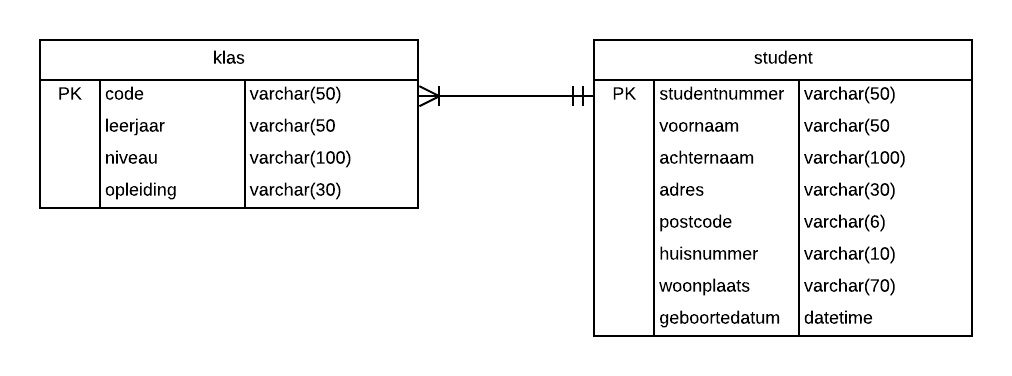 klas
PK code varchar(50)
leerjaar varchar(50
niveau varchar(100)
opleiding varchar(30)
student
PK studentnummer varchar(50)
voornaam varchar(50
achternaam varchar(100)
adres varchar(30)
postcode varchar(6)
huisnummer varchar(10)
woonplaats varchar(70)
geboortedatum datetime